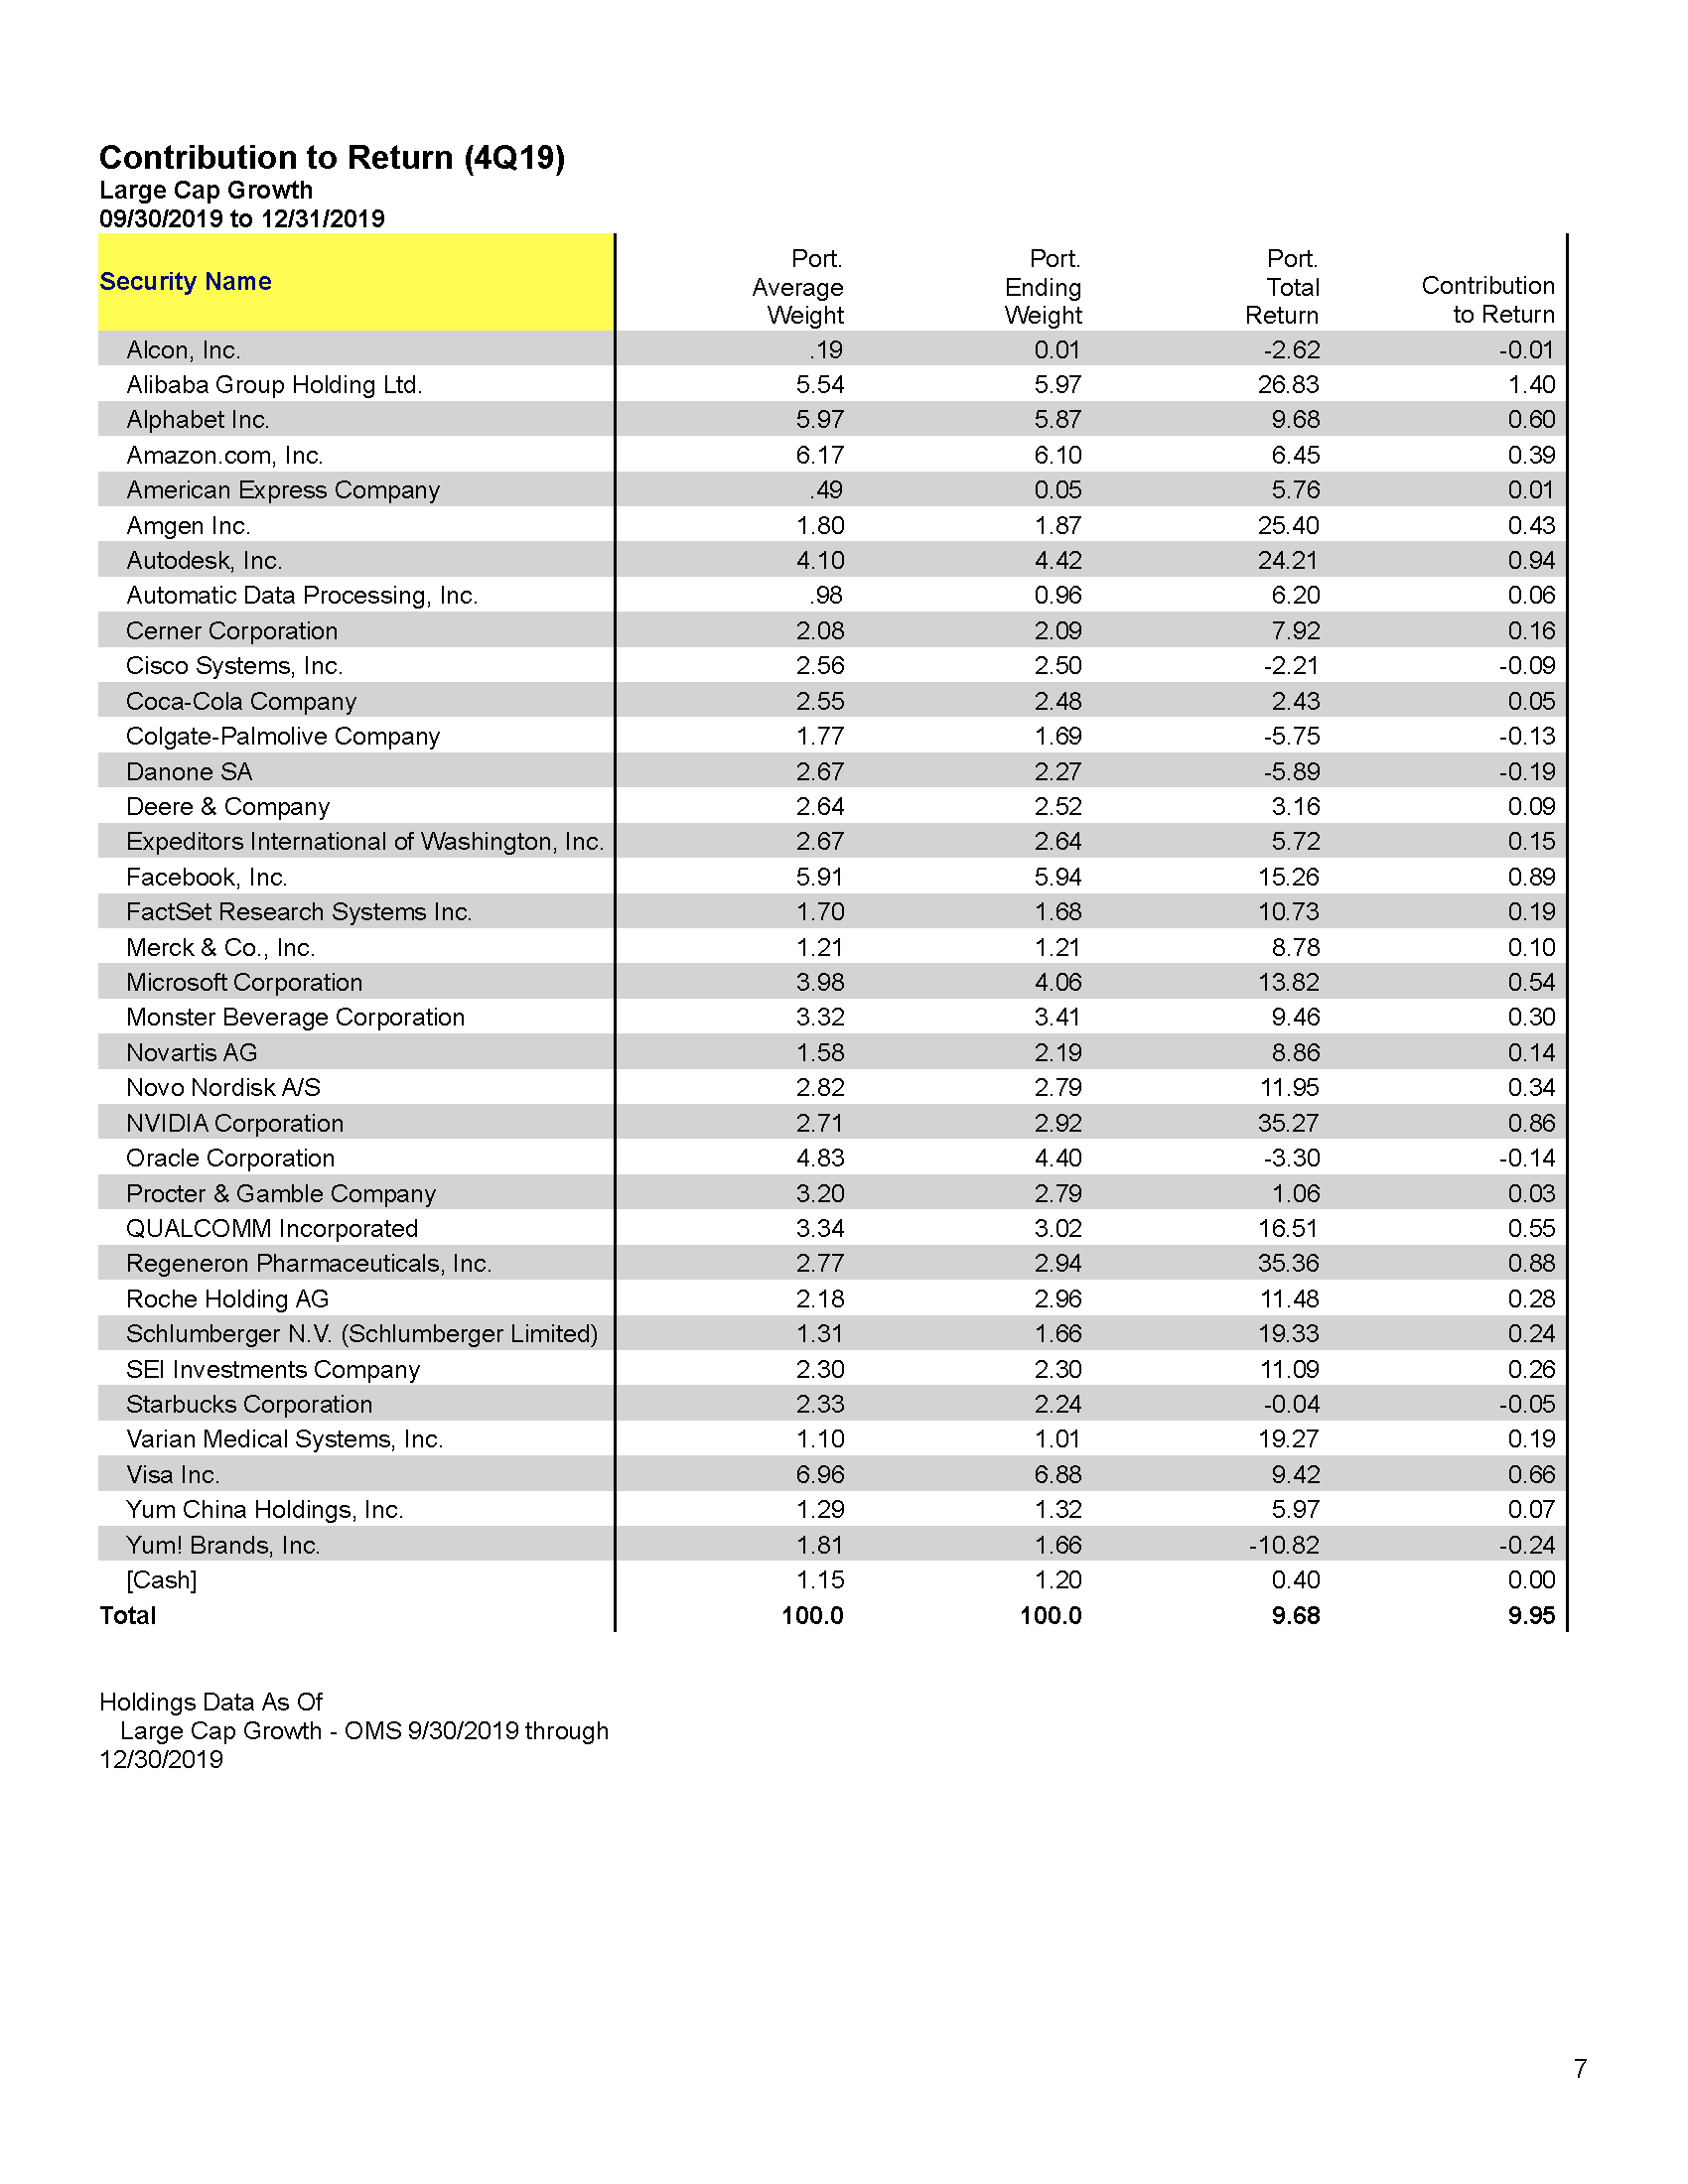 Contribution to Return (4Q19)
Large Cap Growth
09/30/2019 to 12/31/2019
Security Name Port. Average Weight Port. Ending Weight Port. Total Return Contribution to Return
Alcon, Inc. .19 0.01 -2.62 -0.01
Alibaba Group Holding Ltd. 5.54 5.97 26.83 1.40
Alphabet Inc. 5.97 5.87 9.68 0.60
Amazon.com, Inc. 6.17 6.10 6.45 0.39
American Express Company .49 0.05 5.76 0.01
Amgen Inc. 1.80 1.87 25.40 0.43
Autodesk, Inc. 4.10 4.42 24.21 0.94
Automatic Data Processing, Inc. .98 0.96 6.20 0.06
Cerner Corporation 2.08 2.09 7.92 0.16
Cisco Systems, Inc. 2.56 2.50 -2.21 -0.09
Coca-Cola Company 2.55 2.48 2.43 0.05
Colgate-Palmolive Company 1.77 1.69 -5.75 -0.13
Danone SA 2.67 2.27 -5.89 -0.19
Deere & Company 2.64 2.52 3.16 0.09
Expeditors International of Washington, Inc. 2.67 2.64 5.72 0.15
Facebook, Inc. 5.91 5.94 15.26 0.89
FactSet Research Systems Inc. 1.70 1.68 10.73 0.19
Merck & Co., Inc. 1.21 1.21 8.78 0.10
Microsoft Corporation 3.98 4.06 13.82 0.54
Monster Beverage Corporation 3.32 3.41 9.46 0.30
Novartis AG 1.58 2.19 8.86 0.14
Novo Nordisk A/S 2.82 2.79 11.95 0.34
NVIDIA Corporation 2.71 2.92 35.27 0.86
Oracle Corporation 4.83 4.40 -3.30 -0.14
Procter & Gamble Company 3.20 2.79 1.06 0.03
QUALCOMM Incorporated 3.34 3.02 16.51 0.55
Regeneron Pharmaceuticals, Inc. 2.77 2.94 35.36 0.88
Roche Holding AG 2.18 2.96 11.48 0.28
Schlumberger N.V. (Schlumberger Limited) 1.31 1.66 19.33 0.24
SEI Investments Company 2.30 2.30 11.09 0.26
Starbucks Corporation 2.33 2.24 -0.04 -0.05
Varian Medical Systems, Inc. 1.10 1.01 19.27 0.19
Visa Inc. 6.96 6.88 9.42 0.66
Yum China Holdings, Inc. 1.29 1.32 5.97 0.07
Yum! Brands, Inc. 1.81 1.66 -10.82 -0.24
[Cash] 1.15 1.20 0.40 0.00
Total 100.0 100.0 9.68 9.95
Holdings Data As Of
Large Cap Growth - OMS 9/30/2019 through
12/30/2019
7